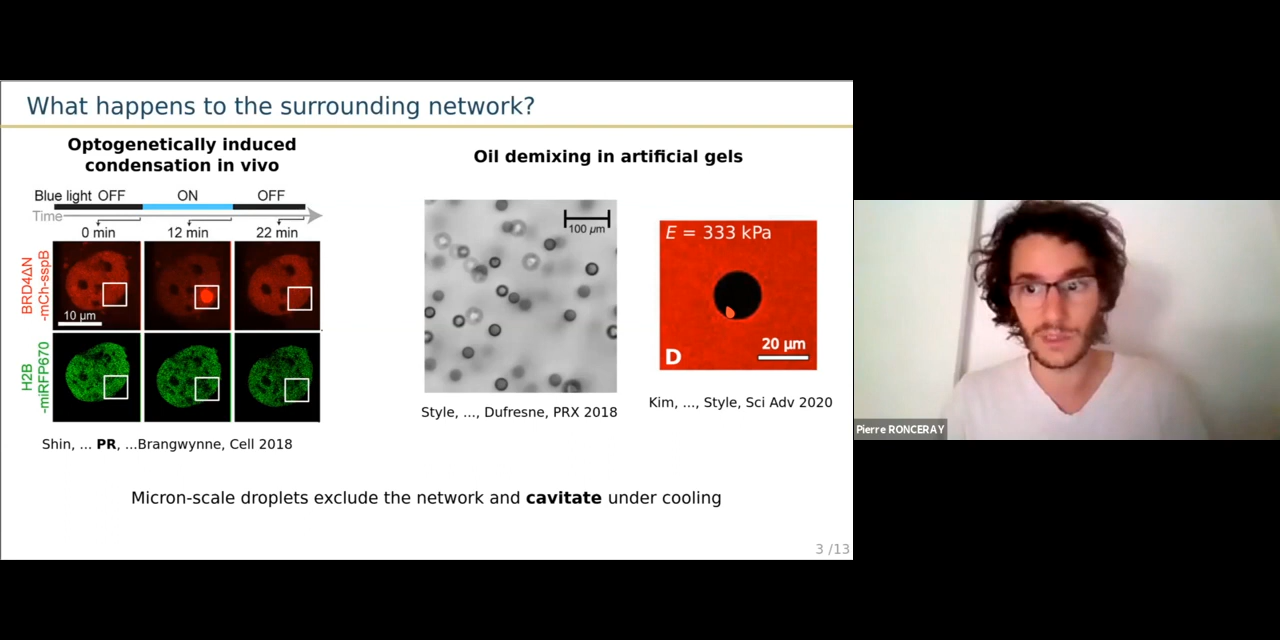 What happens to the surrounding network?
Optogenetically induced
condensation in vivo
Blue light OFF ON OFF
Time
0 min 12 min 22 min
BRD4ΔN
-mCh-sspB
10 µm
H2B
-miRFP670
Shin, ... PR, ...Brangwynne, Cell 2018
Oil demixing in artificial gels
100 µm
Style, ..., Dufresne, PRX 2018
E = 333 kPa
20 µm
D
Kim, ..., Style, Sci Adv 2020
Micron-scale droplets exclude the network and cavitate under cooling
3 /13
Pierre RONCERAY